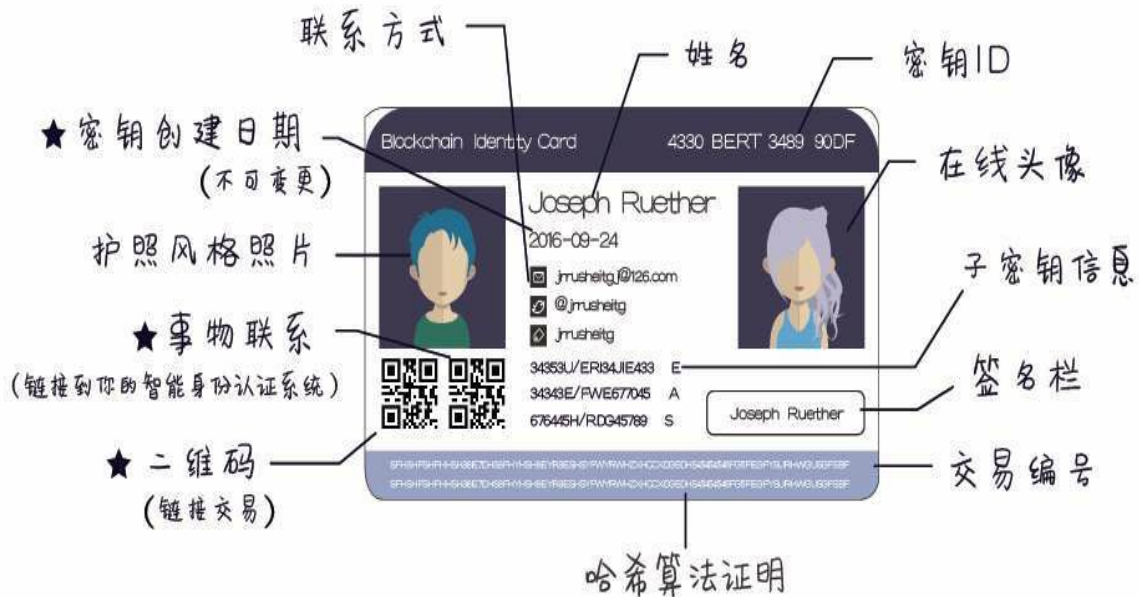 联系方式
姓名
密钥ID
★密钥创建日期
(不可变更)
Blockchain Identity Card
4330 BERT 3489 90DF
在线头像
Joseph Ruether
2016-09-24
护照风格照片
jrrusheitgj@126.com
子密钥信息
@jrrusheitg
★事物联系
jrrusheitg
(链接到你的智能身份认证系统)
34353U/ERI34JIE433 E
签名栏
34343E/FWE677045 A
Joseph Ruether
676445H/RDG45789 S
★二维码
(链接交易)
交易编号
哈希算法证明